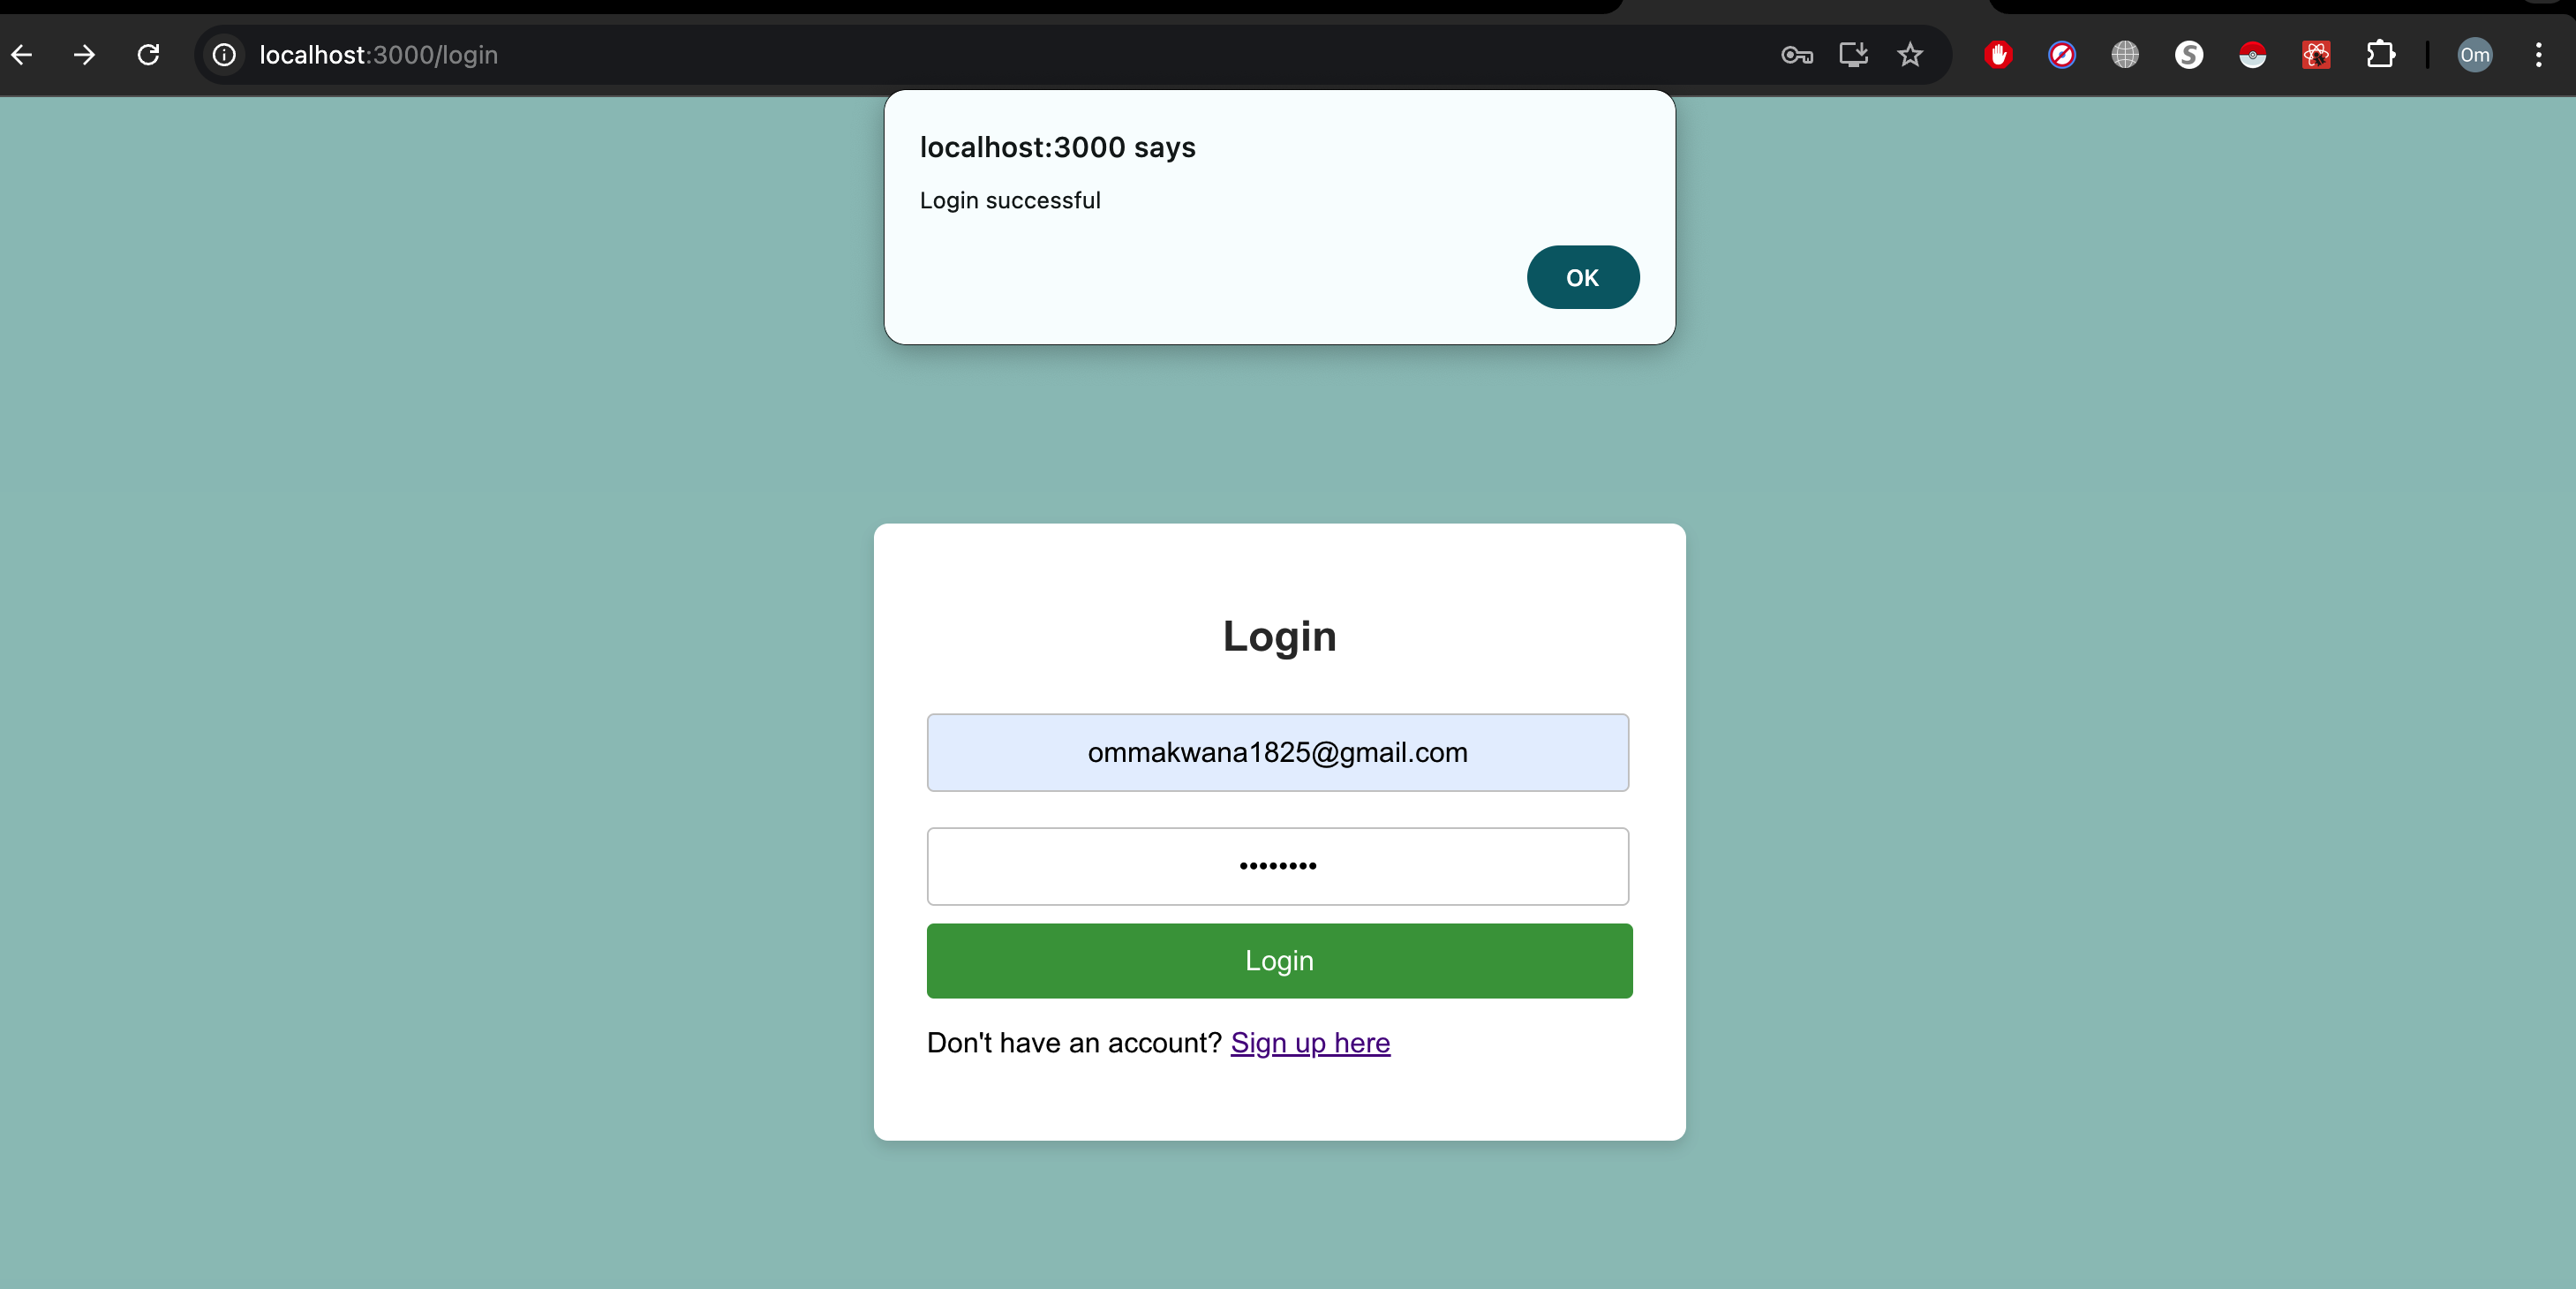 localhost:3000/login
Om
localhost:3000 says
Login successful
OK
Login
ommakwana1825@gmail.com
••••••••
Login
Don't have an account? Sign up here